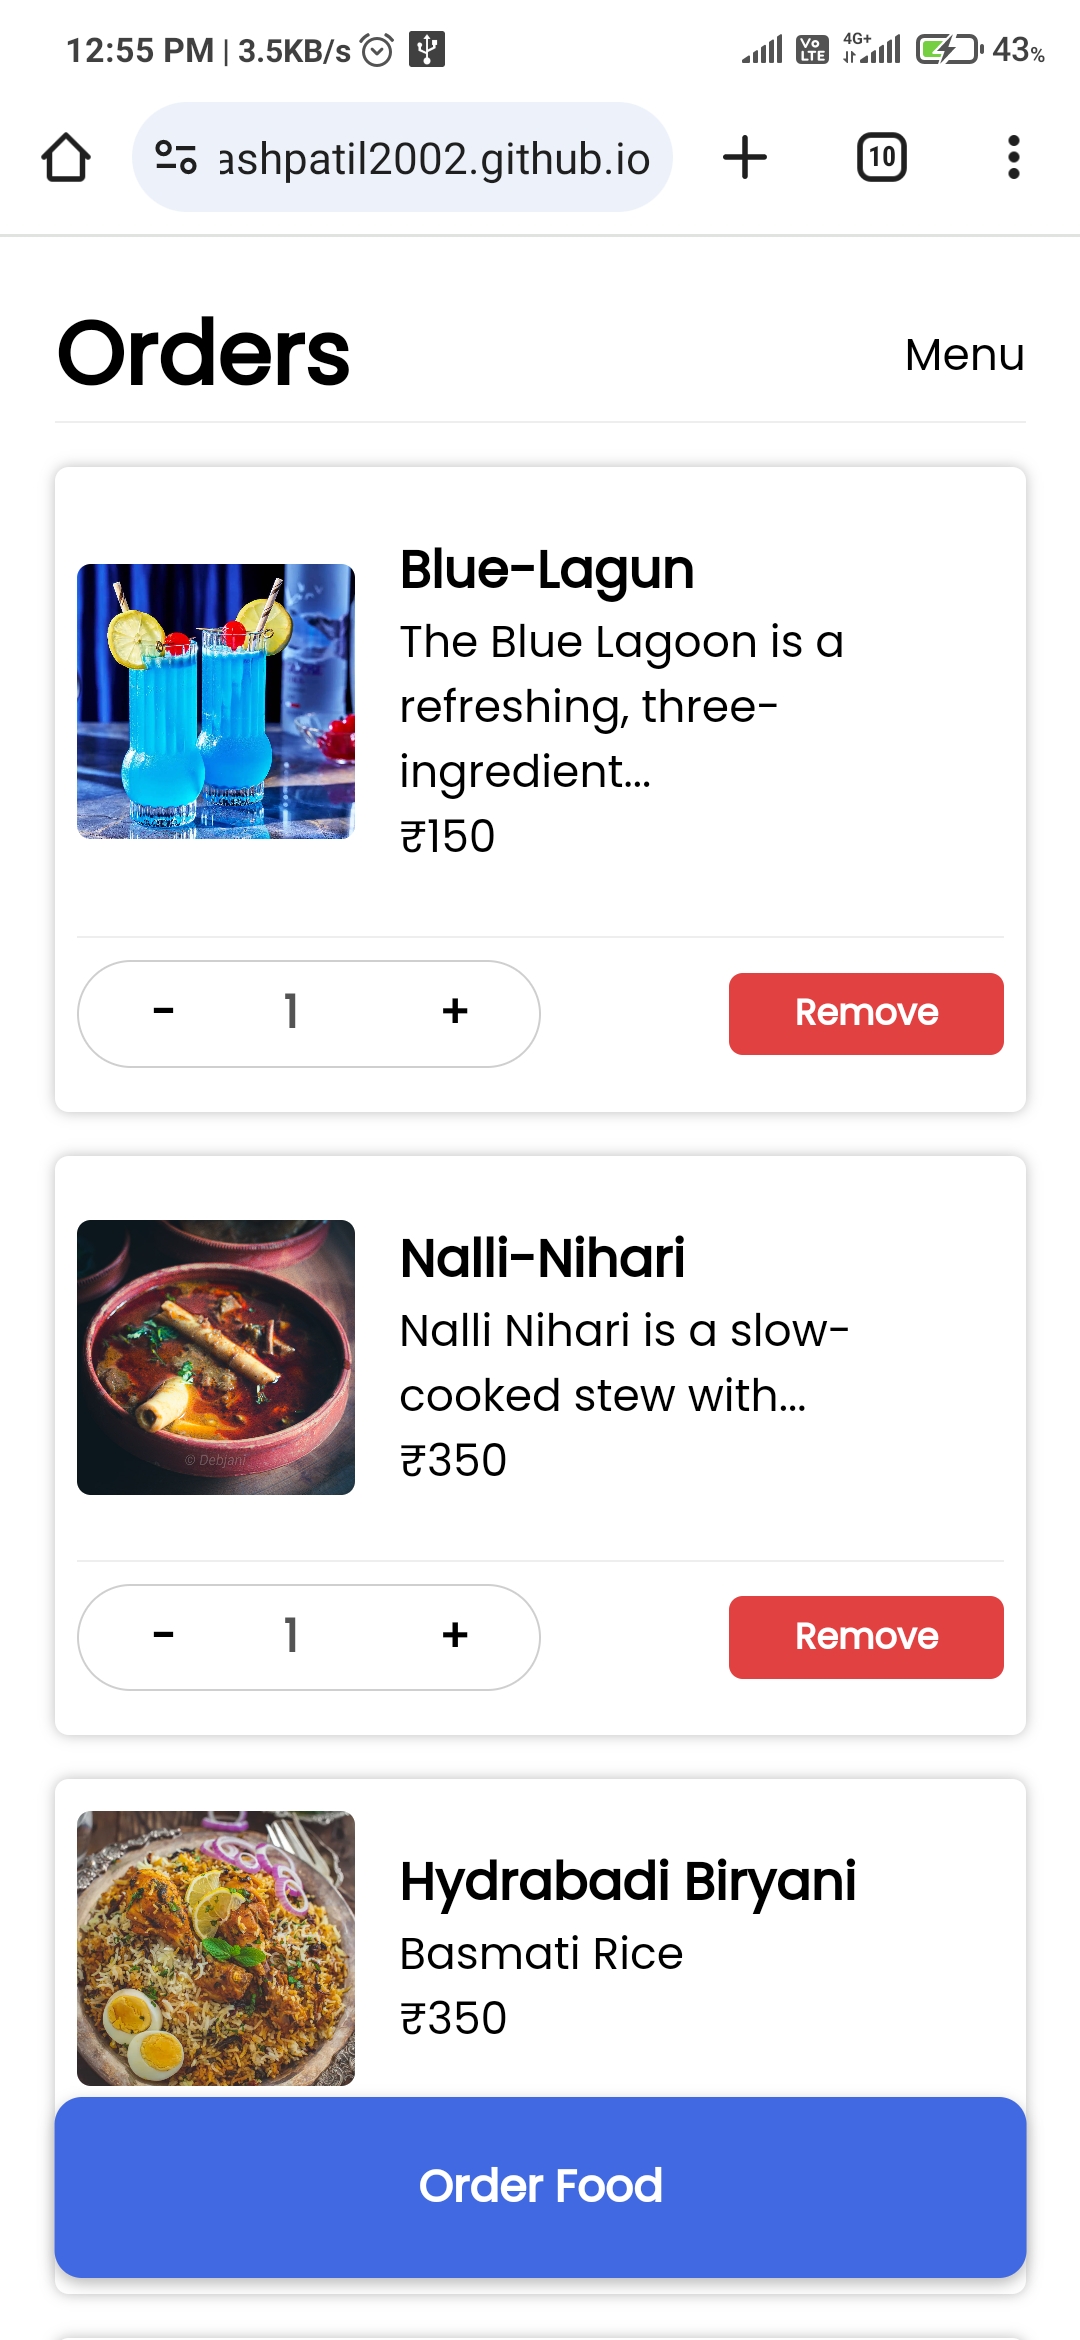 12:55 PM | 3.5KB/s
Vo LTE 4G+ 43%
ashpatil2002.github.io
10
Orders
Menu
Blue-Lagun
The Blue Lagoon is a
refreshing, three-
ingredient...
₹150
- 1 +
Remove
Nalli-Nihari
Nalli Nihari is a slow-
cooked stew with...
₹350
© Debjani
- 1 +
Remove
Hydrabadi Biryani
Basmati Rice
₹350
Order Food